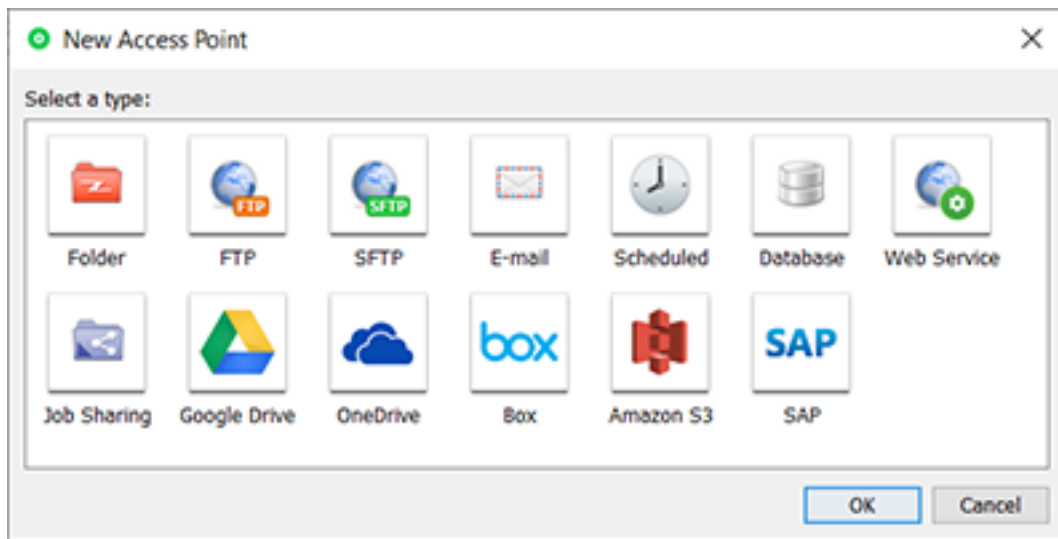 New Access Point
Select a type:
FTP
SFTP
Folder FTP SFTP E-mail Scheduled Database Web Service
box
SAP
Job Sharing Google Drive OneDrive Box Amazon S3 SAP
OK Cancel